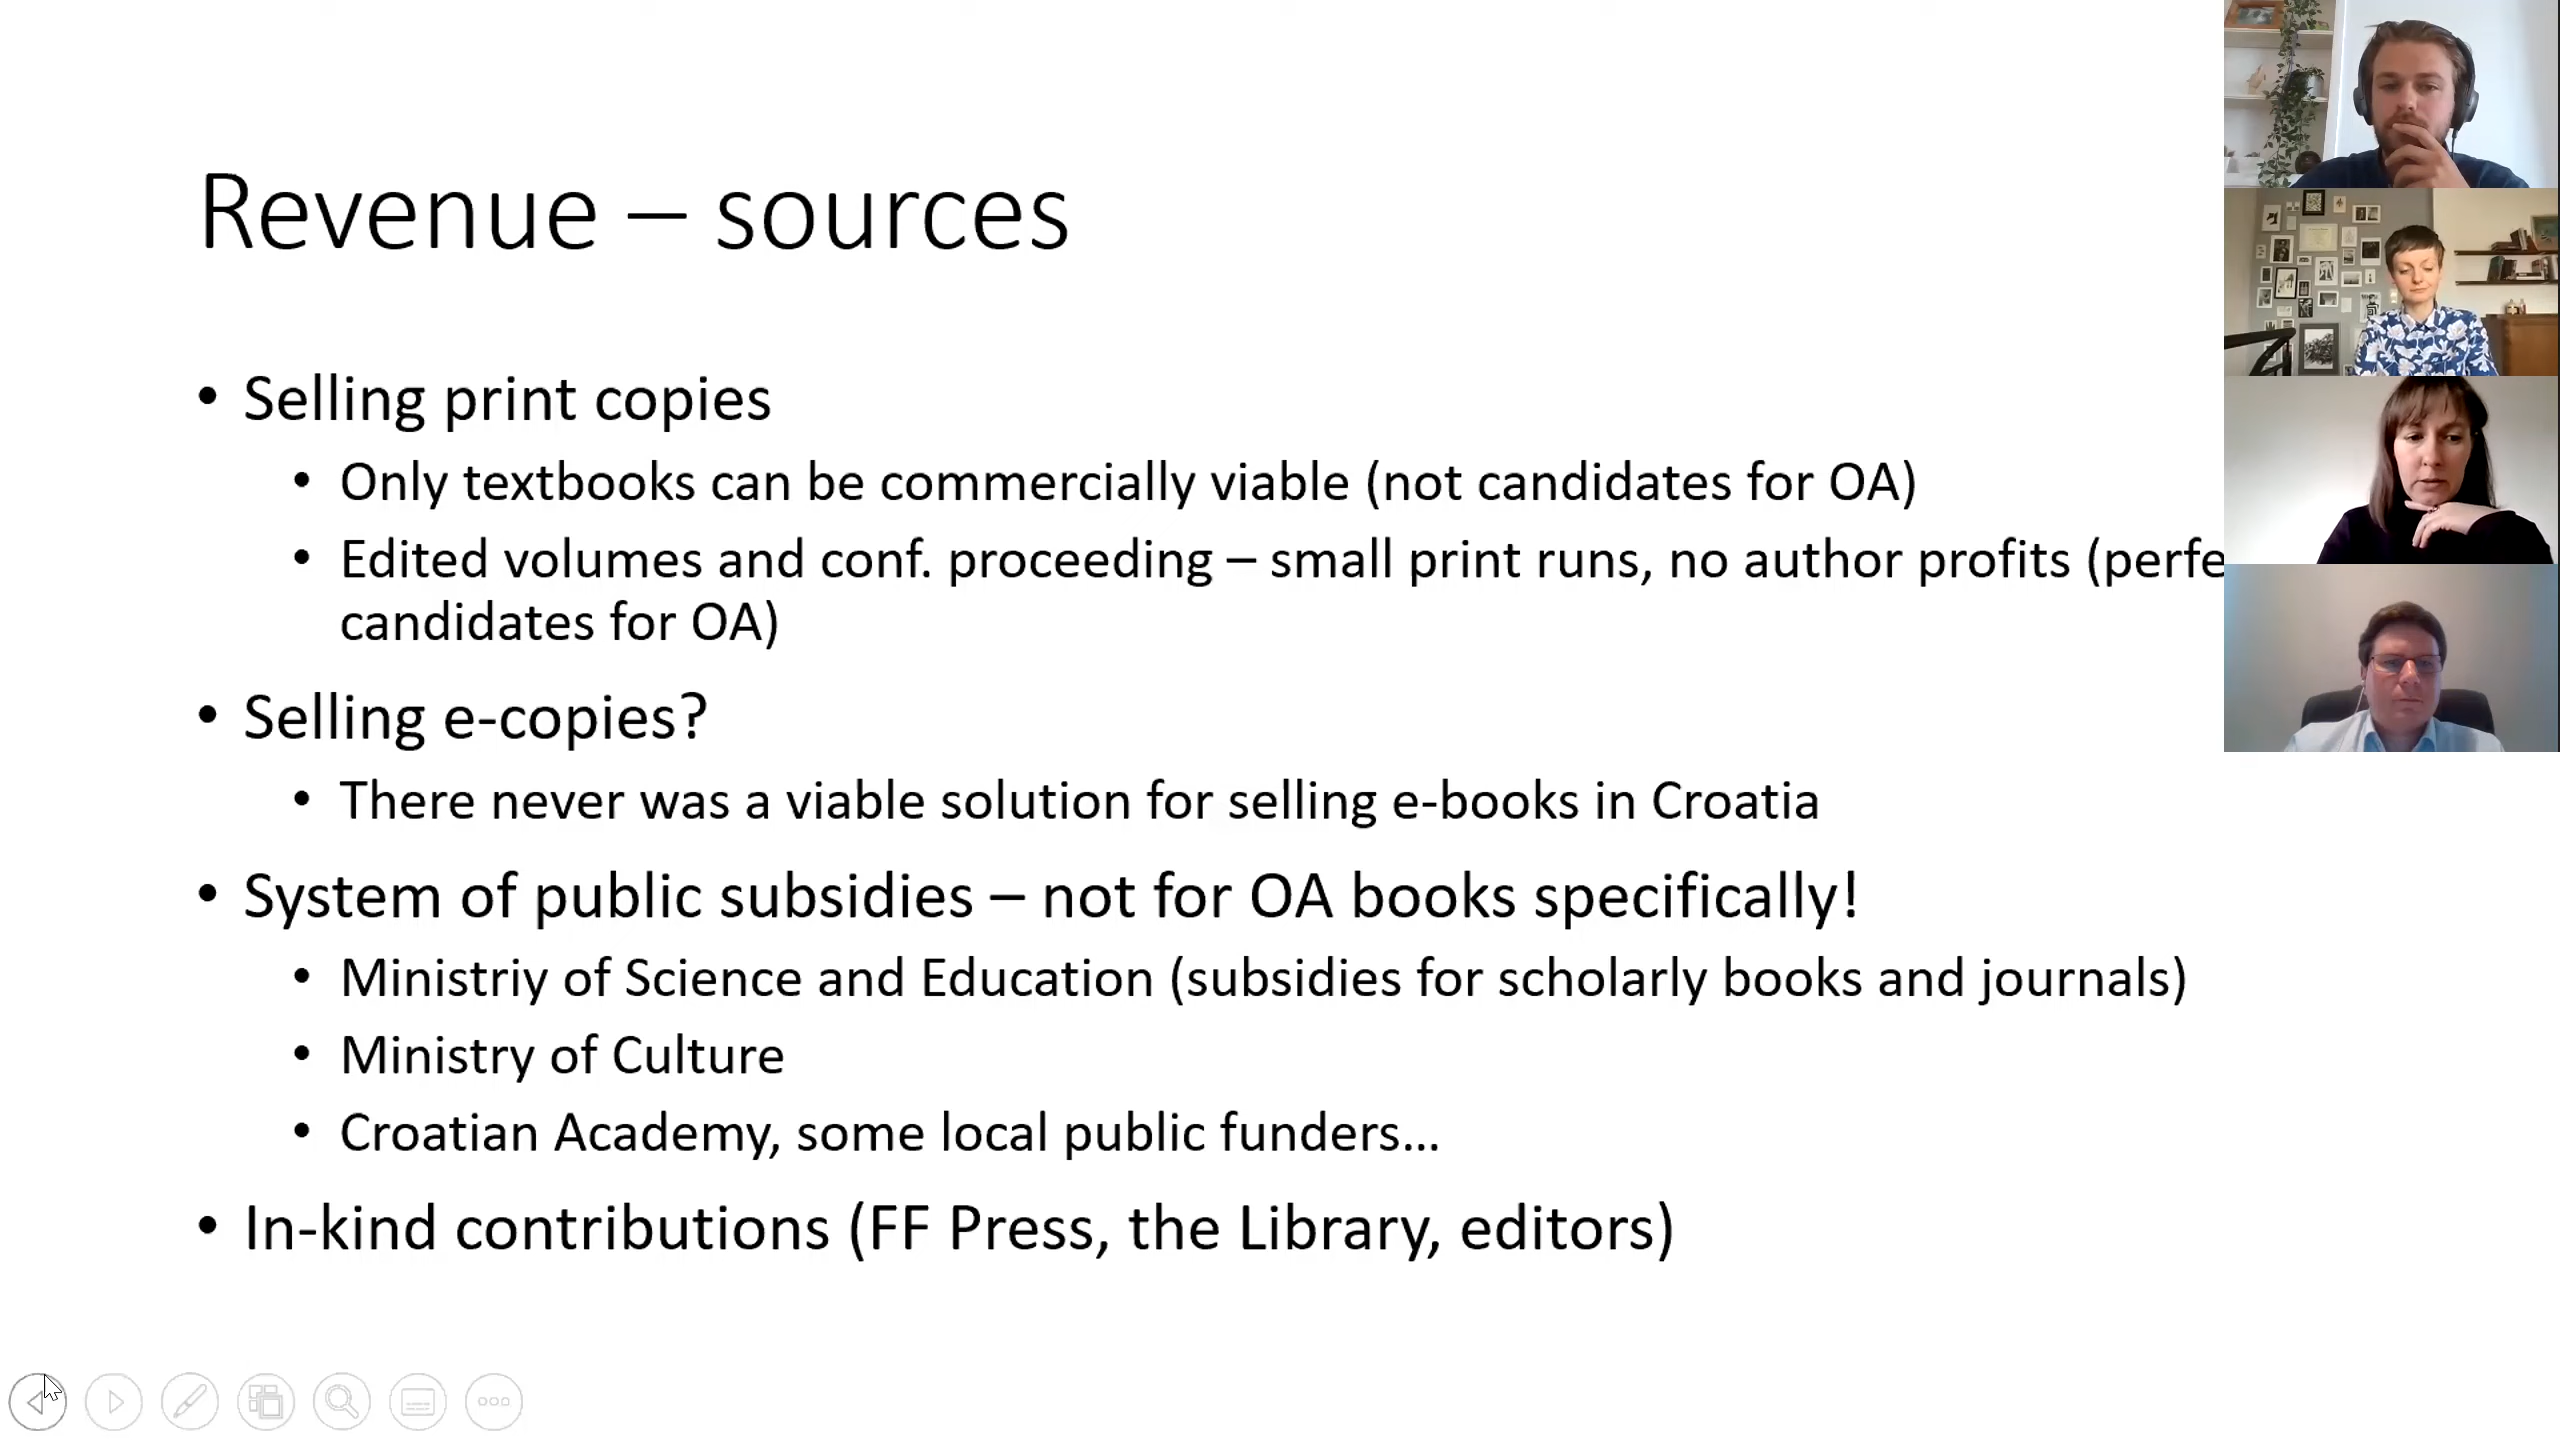 Revenue – sources
• Selling print copies
• Only textbooks can be commercially viable (not candidates for OA)
• Edited volumes and conf. proceeding – small print runs, no author profits (perfe
candidates for OA)
• Selling e-copies?
• There never was a viable solution for selling e-books in Croatia
• System of public subsidies – not for OA books specifically!
• Ministriy of Science and Education (subsidies for scholarly books and journals)
• Ministry of Culture
• Croatian Academy, some local public funders...
• In-kind contributions (FF Press, the Library, editors)